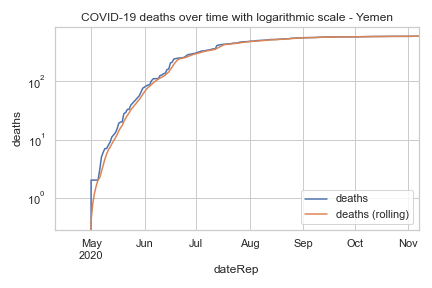 COVID-19 deaths over time with logarithmic scale - Yemen
deaths
10²
10¹
10⁰
deaths
deaths (rolling)
May Jun Jul Aug Sep Oct Nov
2020
dateRep